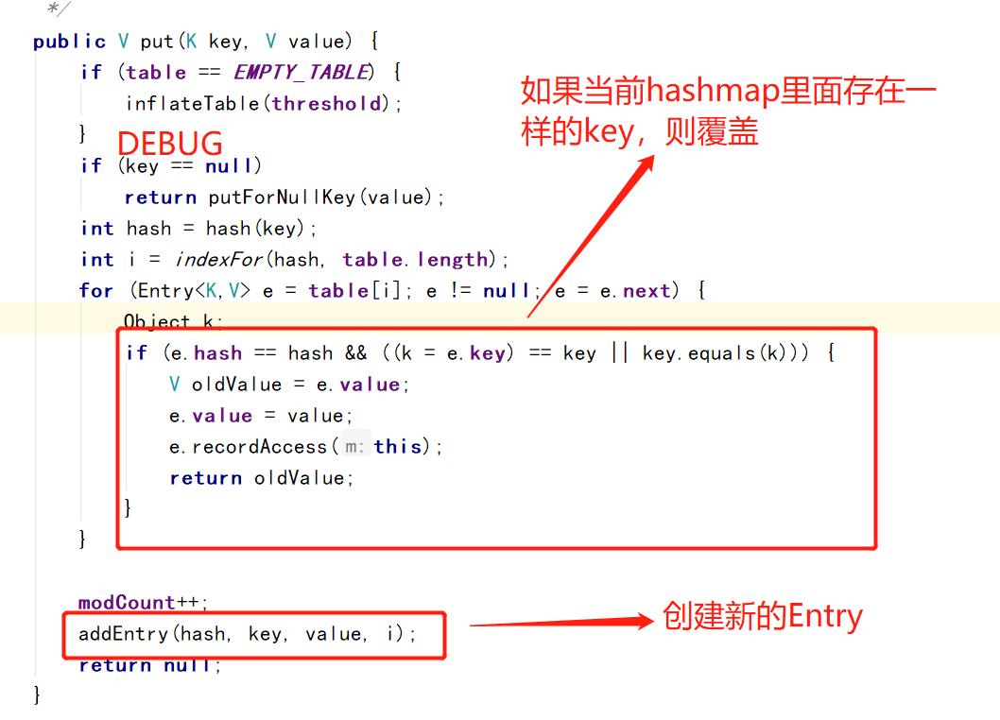 */
public V put(K key, V value) {
if (table == EMPTY_TABLE) {
inflateTable(threshold);
}
DEBUG
if (key == null)
return putForNullKey(value);
int hash = hash(key);
int i = indexFor(hash, table.length);
for (Entry<K,V> e = table[i]; e != null; e = e.next) {
Object k;
if (e.hash == hash && ((k = e.key) == key || key.equals(k))) {
V oldValue = e.value;
e.value = value;
e.recordAccess( m: this);
return oldValue;
}
}
modCount++;
addEntry(hash, key, value, i);
return null;
}
如果当前hashmap里面存在一
样的key，则覆盖
创建新的Entry